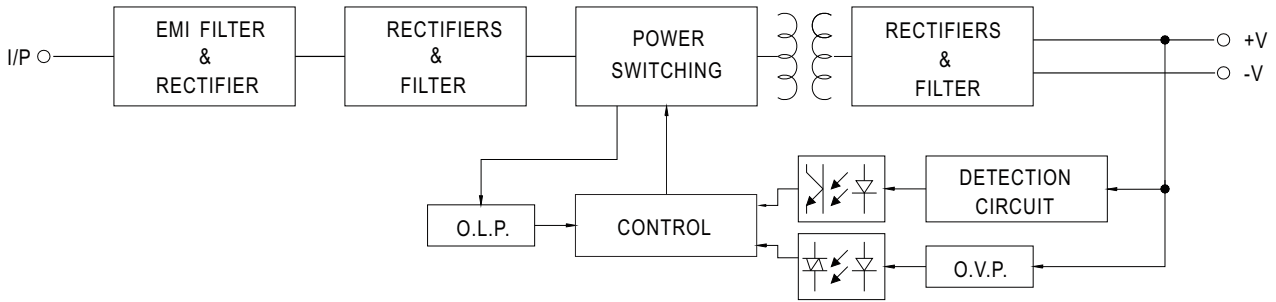 I/P
EMI FILTER
&
RECTIFIER
RECTIFIERS
&
FILTER
POWER
SWITCHING
RECTIFIERS
&
FILTER
+V
-V
O.L.P.
CONTROL
DETECTION
CIRCUIT
O.V.P.